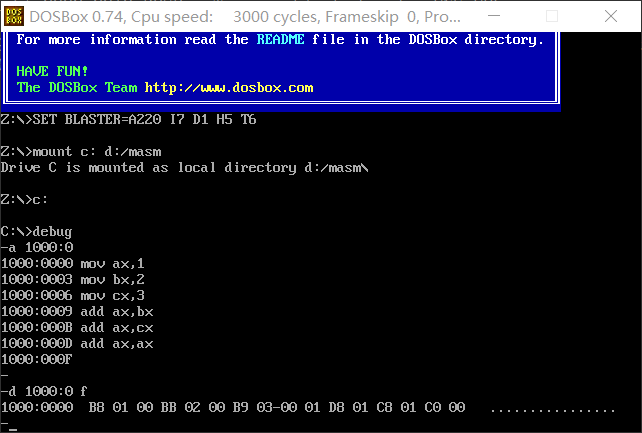 DOS BOX DOSBox 0.74, Cpu speed: 3000 cycles, Frameskip 0, Pro...
For more information read the README file in the DOSBox directory.
HAVE FUN!
The DOSBox Team http://www.dosbox.com
Z:\>SET BLASTER=A220 I7 D1 H5 T6
Z:\>mount c: d:/masm
Drive C is mounted as local directory d:/masm\
Z:\>c:
C:\>debug
-a 1000:0
1000:0000 mov ax,1
1000:0003 mov bx,2
1000:0006 mov cx,3
1000:0009 add ax,bx
1000:000B add ax,cx
1000:000D add ax,ax
1000:000F
-
-d 1000:0 f
1000:0000  B8 01 00 BB 02 00 B9 03-00 01 D8 01 C8 01 C0 00   ................
-_